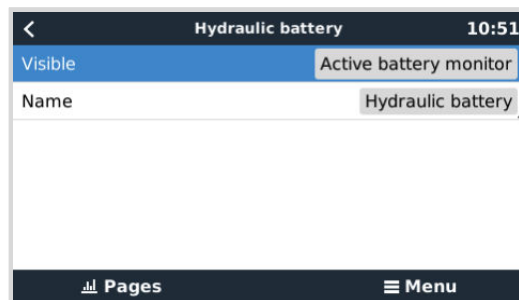 Hydraulic battery 10:51
Visible Active battery monitor
Name Hydraulic battery
Pages Menu